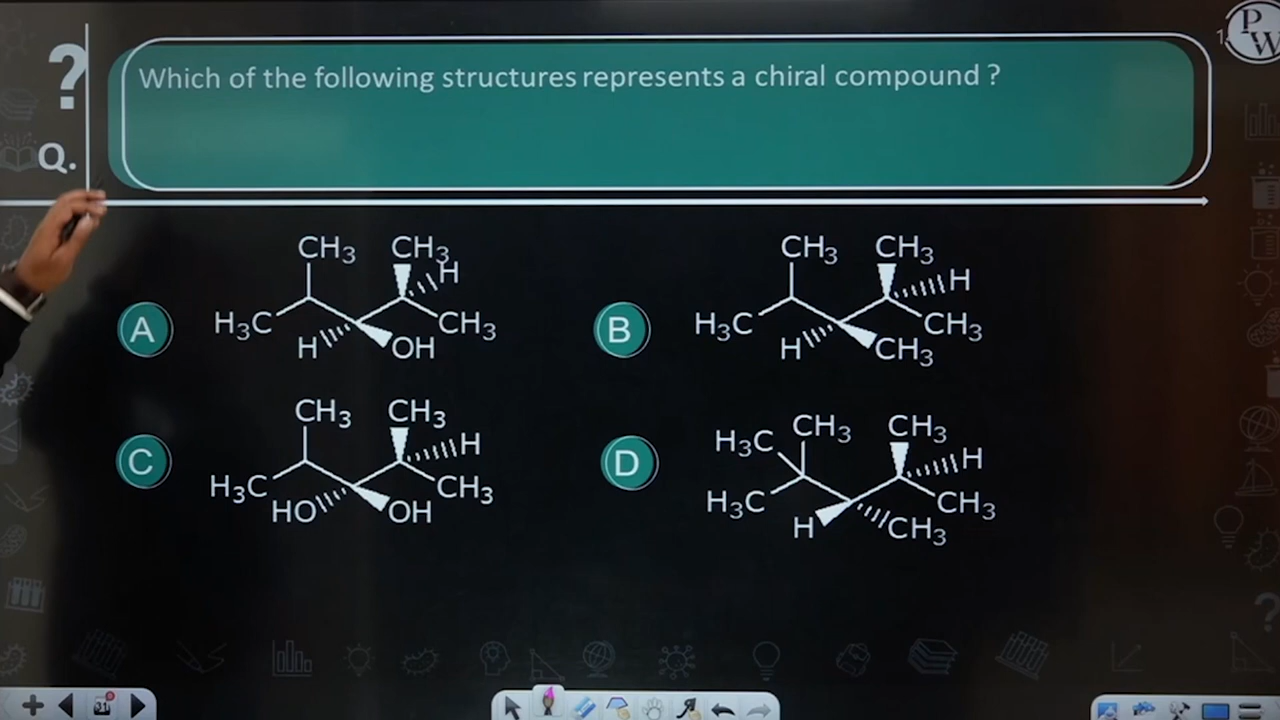 ?
Q.
Which of the following structures represents a chiral compound ?
P
W
A
CH3 CH3
H
H3C CH3
H OH
B
CH3 CH3
H
H3C CH3
H CH3
C
CH3 CH3
H
H3C CH3
HO OH
D
H3C CH3 CH3
H
H3C CH3
H CH3
31